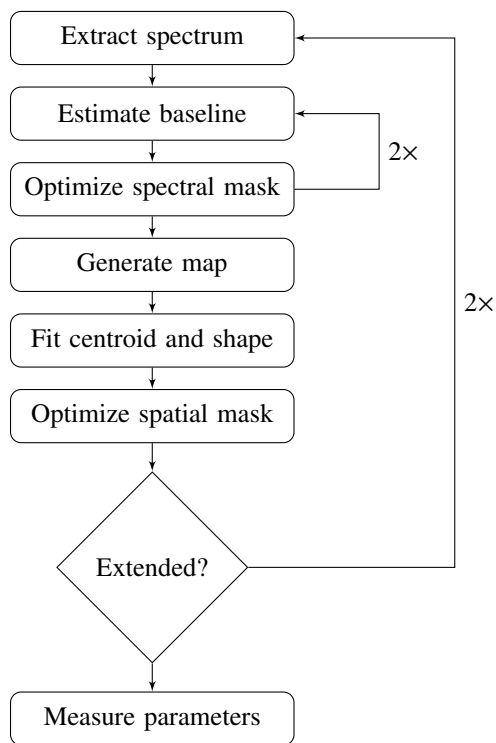 Extract spectrum
Estimate baseline
2×
Optimize spectral mask
Generate map
2×
Fit centroid and shape
Optimize spatial mask
Extended?
Measure parameters